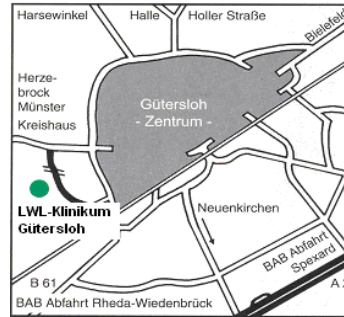 Harsewinkel
Halle
Holler Straße
Bielefeld
Herze-
brock
Münster
Kreishaus
Gütersloh
- Zentrum -
LWL-Klinikum
Gütersloh
Neuenkirchen
BAB Abfahrt
Spexard
B 61
A 2
BAB Abfahrt Rheda-Wiedenbrück